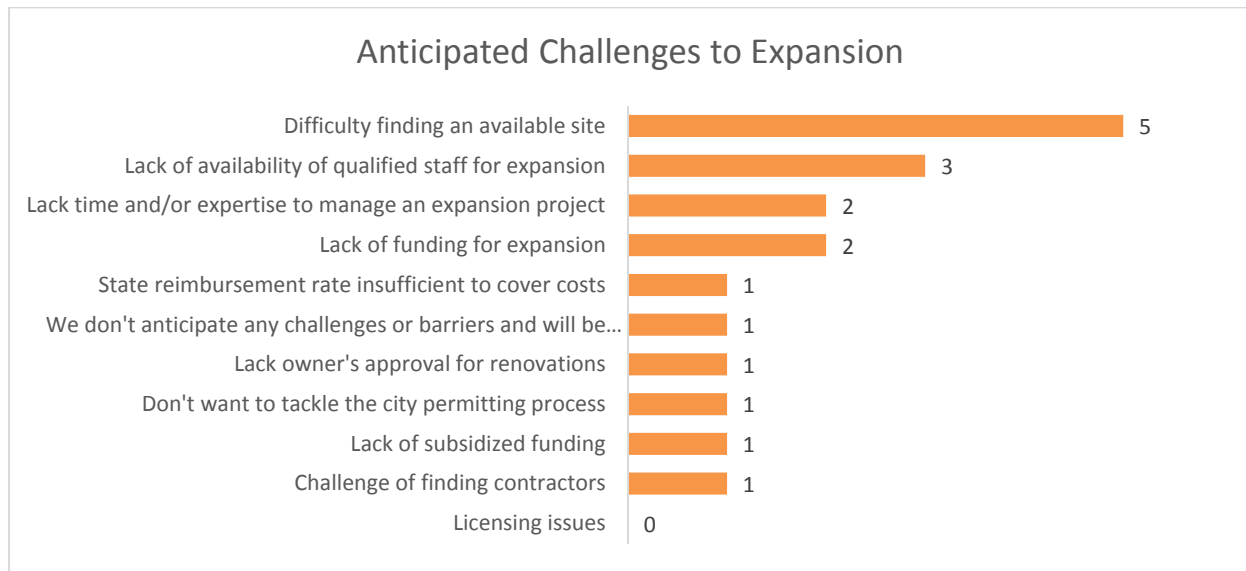 Anticipated Challenges to Expansion
Difficulty finding an available site 5
Lack of availability of qualified staff for expansion 3
Lack time and/or expertise to manage an expansion project 2
Lack of funding for expansion 2
State reimbursement rate insufficient to cover costs 1
We don't anticipate any challenges or barriers and will be... 1
Lack owner's approval for renovations 1
Don't want to tackle the city permitting process 1
Lack of subsidized funding 1
Challenge of finding contractors 1
Licensing issues 0